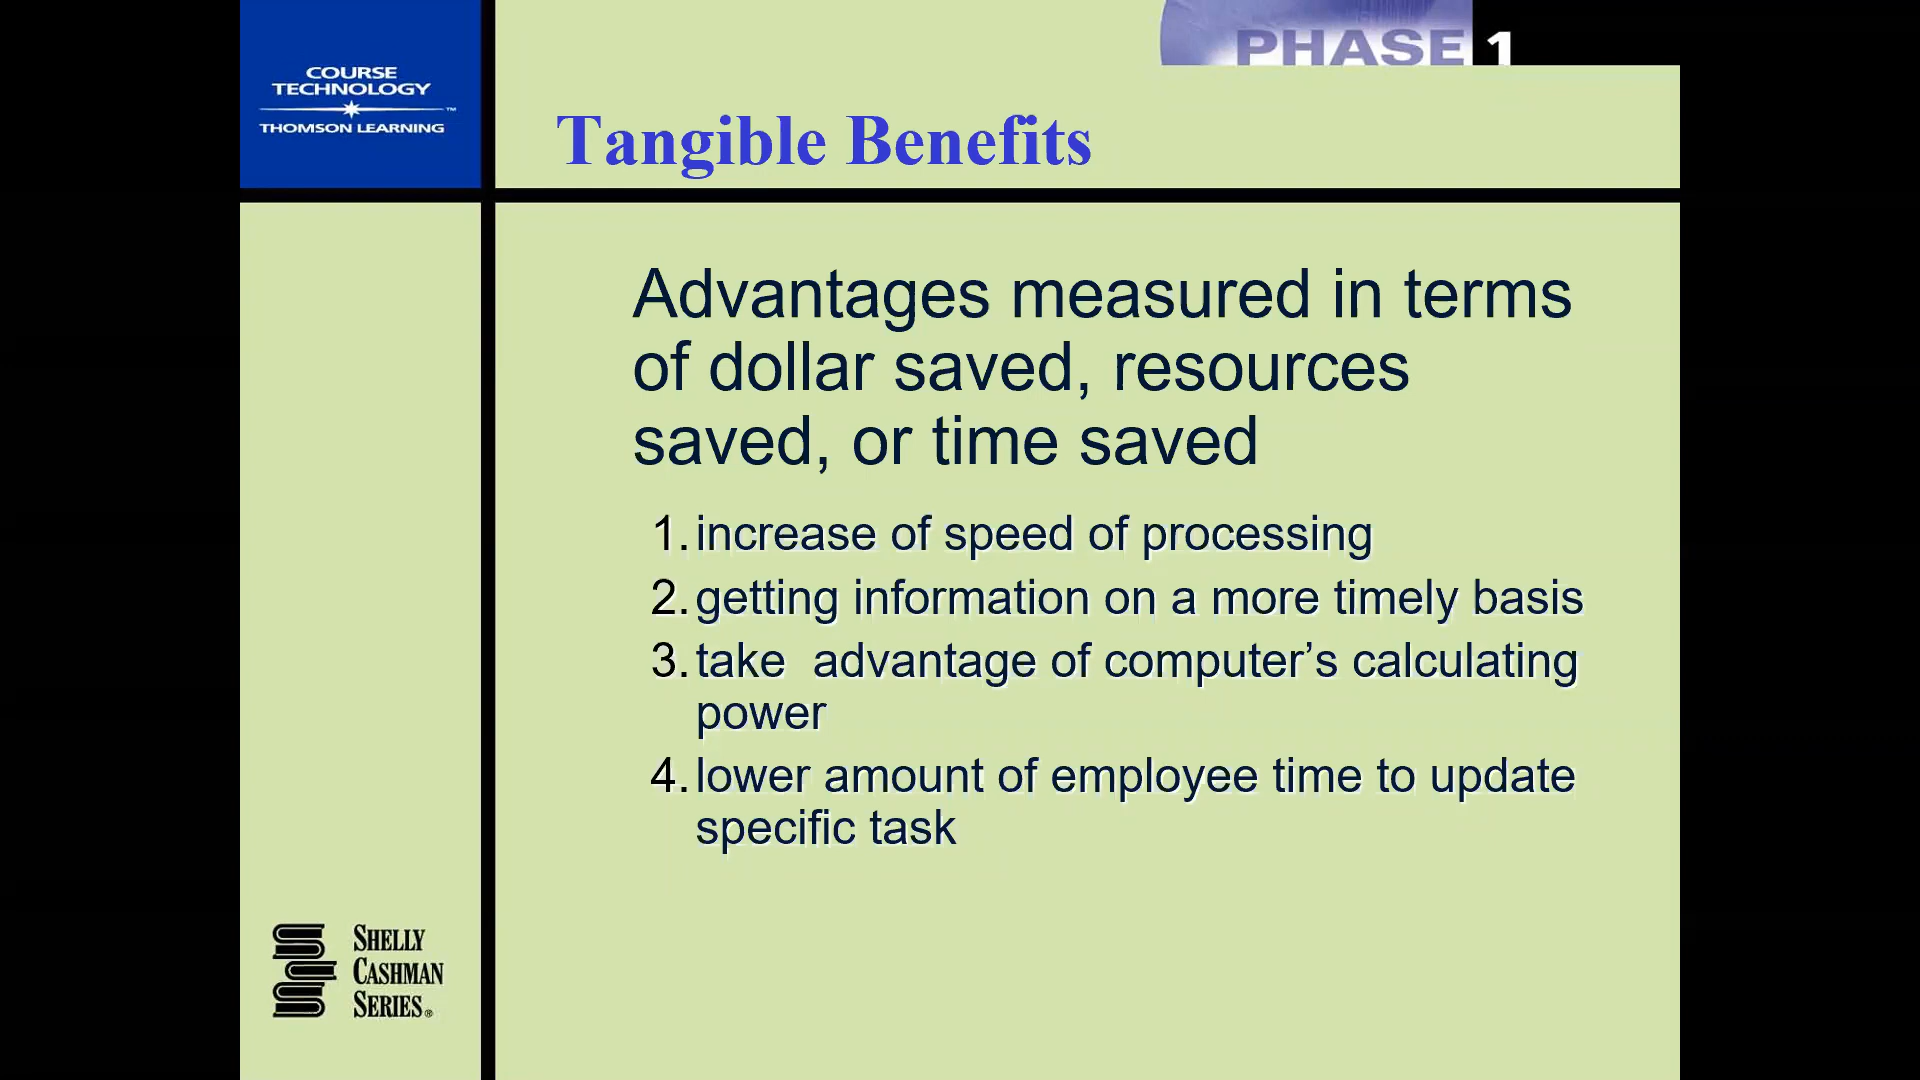 PHASE 1
COURSE
TECHNOLOGY
™
THOMSON LEARNING
Tangible Benefits
Advantages measured in terms
of dollar saved, resources
saved, or time saved
1. increase of speed of processing
2. getting information on a more timely basis
3. take  advantage of computer’s calculating
power
4. lower amount of employee time to update
specific task
SHELLY
CASHMAN
SERIES®